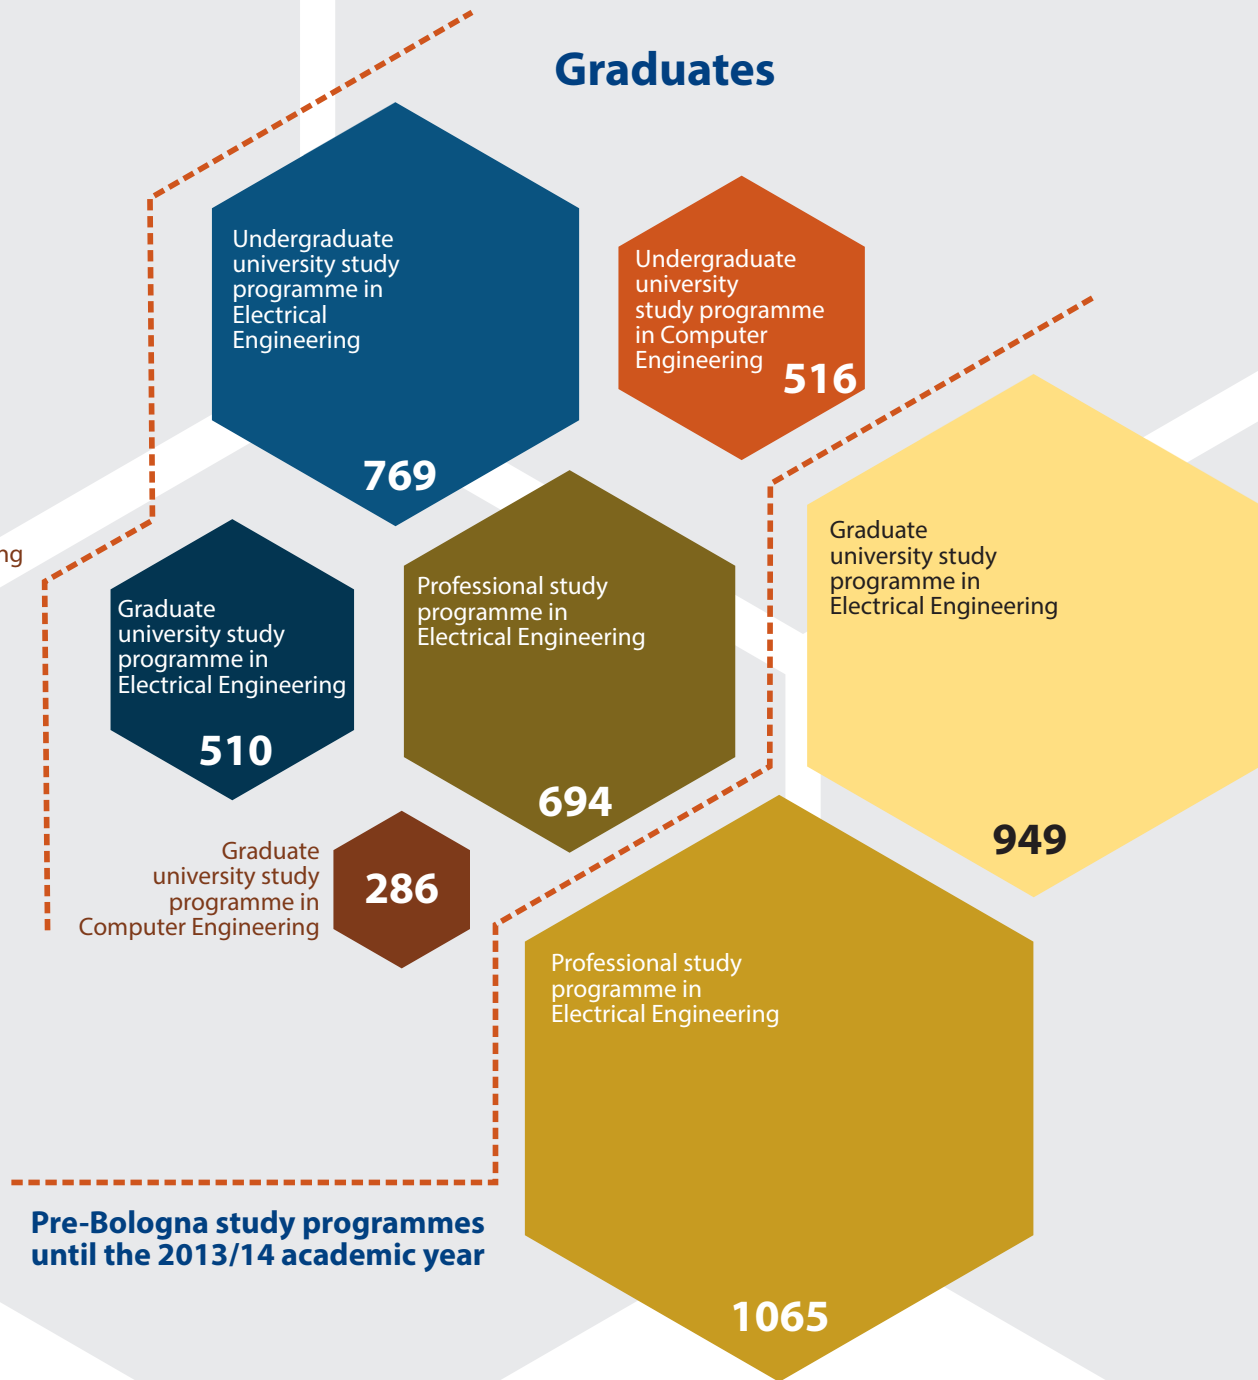 Graduates
Undergraduate
university study
programme in
Electrical
Engineering
769
Undergraduate
university
study programme
in Computer
Engineering
516
ng
Graduate
university study
programme in
Electrical Engineering
510
Professional study
programme in
Electrical Engineering
694
Graduate
university study
programme in
Electrical Engineering
949
Graduate
university study
programme in
Computer Engineering
286
Professional study
programme in
Electrical Engineering
1065
Pre-Bologna study programmes
until the 2013/14 academic year